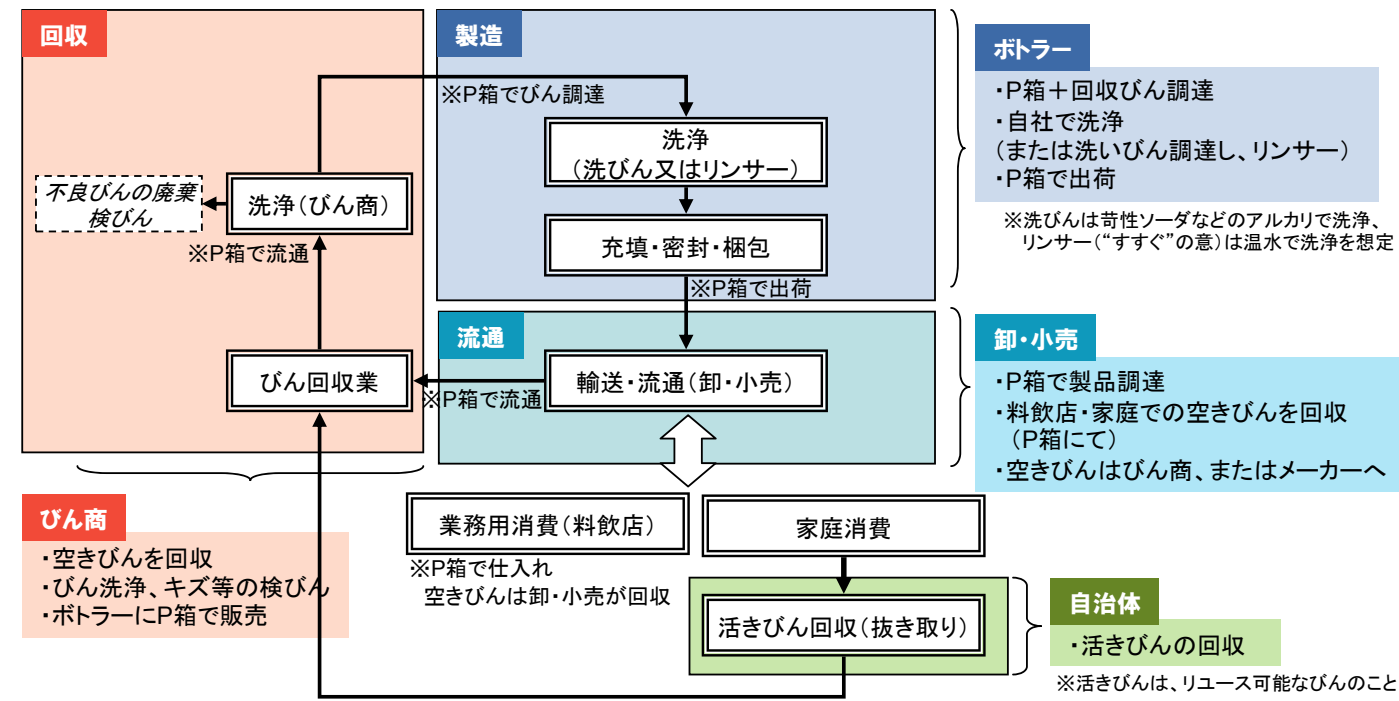 回収
不良びんの廃棄
検びん
洗浄(びん商)
※P箱で流通
びん回収業
製造
※P箱でびん調達
洗浄
(洗びん又はリンサー)
充填・密封・梱包
※P箱で出荷
流通
輸送・流通(卸・小売)
※P箱で流通
ボトラー
・P箱+回収びん調達
・自社で洗浄
(または洗いびん調達し、リンサー)
・P箱で出荷
※洗びんは苛性ソーダなどのアルカリで洗浄、
リンサー(“すすぐ”の意)は温水で洗浄を想定
卸・小売
・P箱で製品調達
・料飲店・家庭での空きびんを回収
(P箱にて)
・空きびんはびん商、またはメーカーへ
びん商
・空きびんを回収
・びん洗浄、キズ等の検びん
・ボトラーにP箱で販売
業務用消費(料飲店)
※P箱で仕入れ
空きびんは卸・小売が回収
家庭消費
活きびん回収(抜き取り)
自治体
・活きびんの回収
※活きびんは、リユース可能なびんのこと